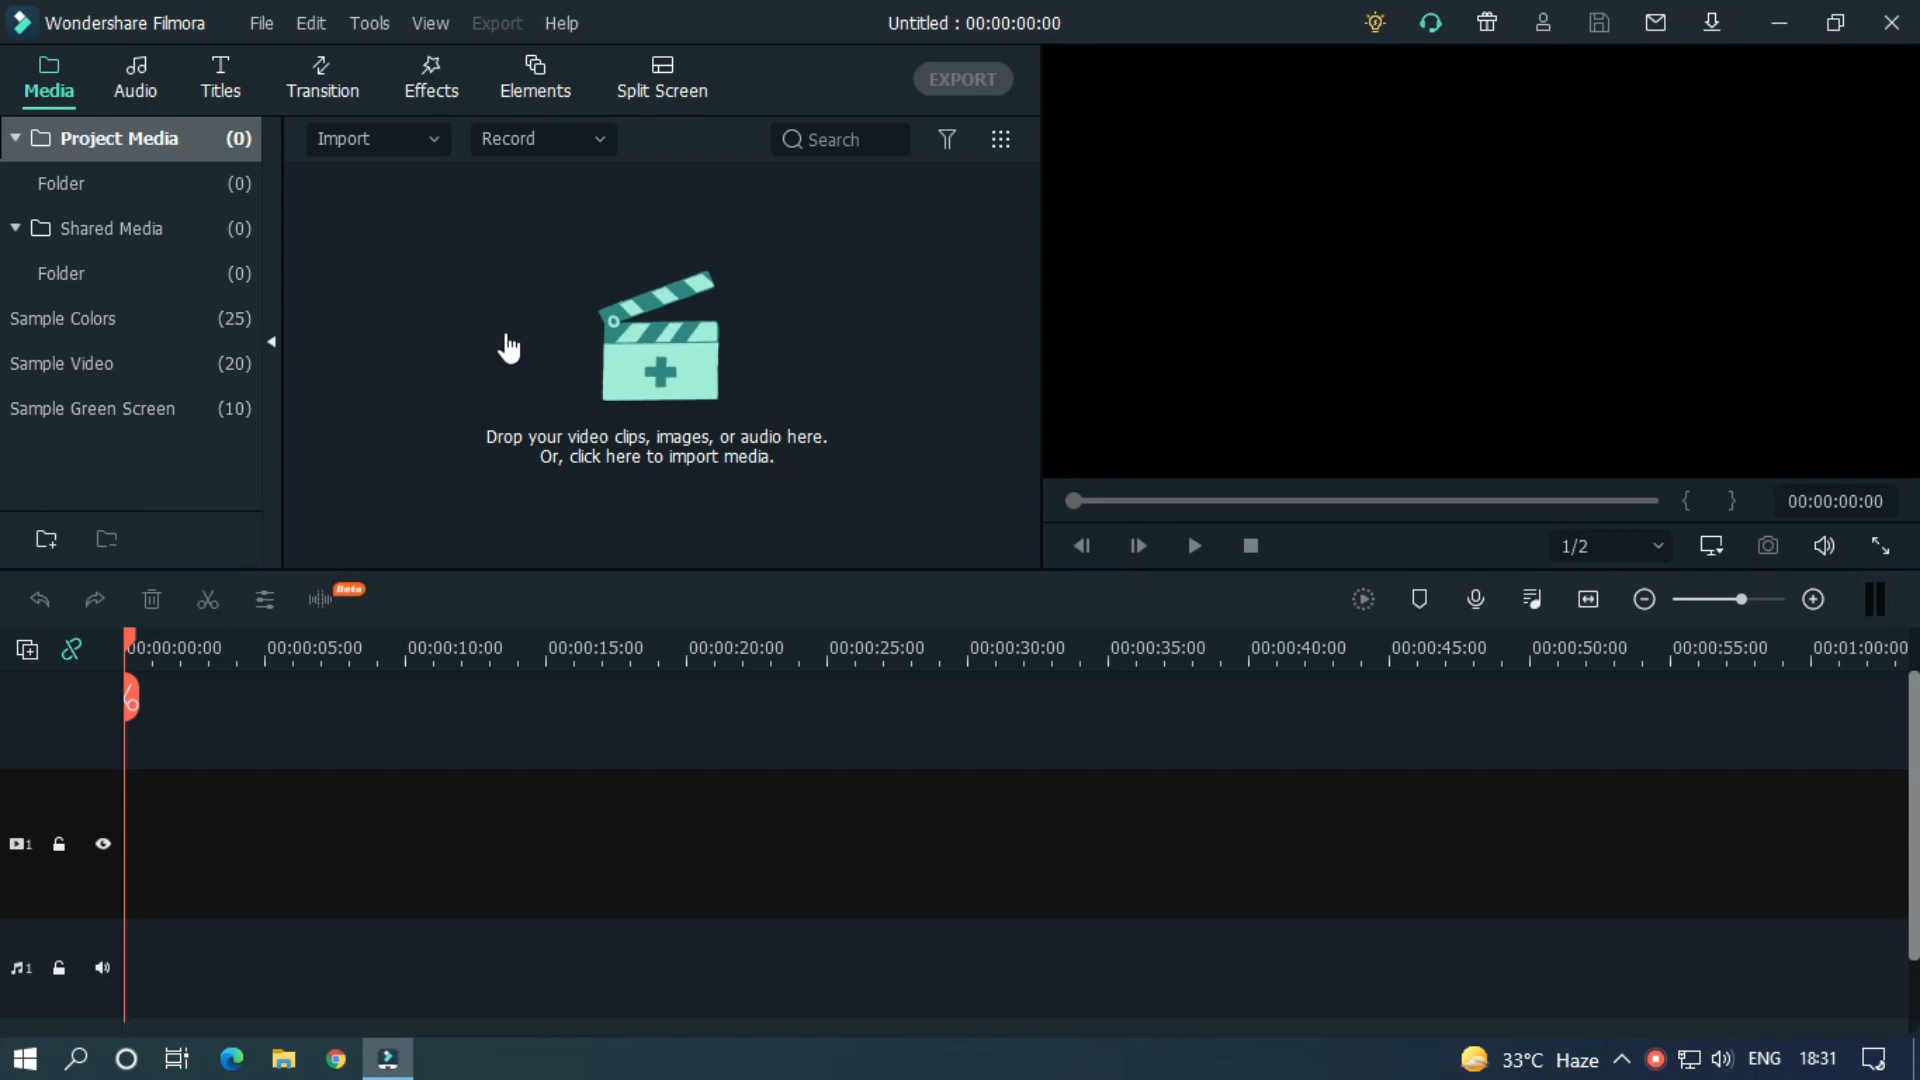 Wondershare Filmora File Edit Tools View Export Help Untitled : 00:00:00:00
Media Audio Titles Transition Effects Elements Split Screen EXPORT
Project Media (0) Import Record Search
Folder (0)
Shared Media (0)
Folder (0)
Sample Colors (25)
Sample Video (20)
Sample Green Screen (10)
Drop your video clips, images, or audio here.
Or, click here to import media.
{ } 00:00:00:00
1/2
Beta
00:00:00:00 00:00:05:00 00:00:10:00 00:00:15:00 00:00:20:00 00:00:25:00 00:00:30:00 00:00:35:00 00:00:40:00 00:00:45:00 00:00:50:00 00:00:55:00 00:01:00:00
1
1
33°C Haze ENG 18:31